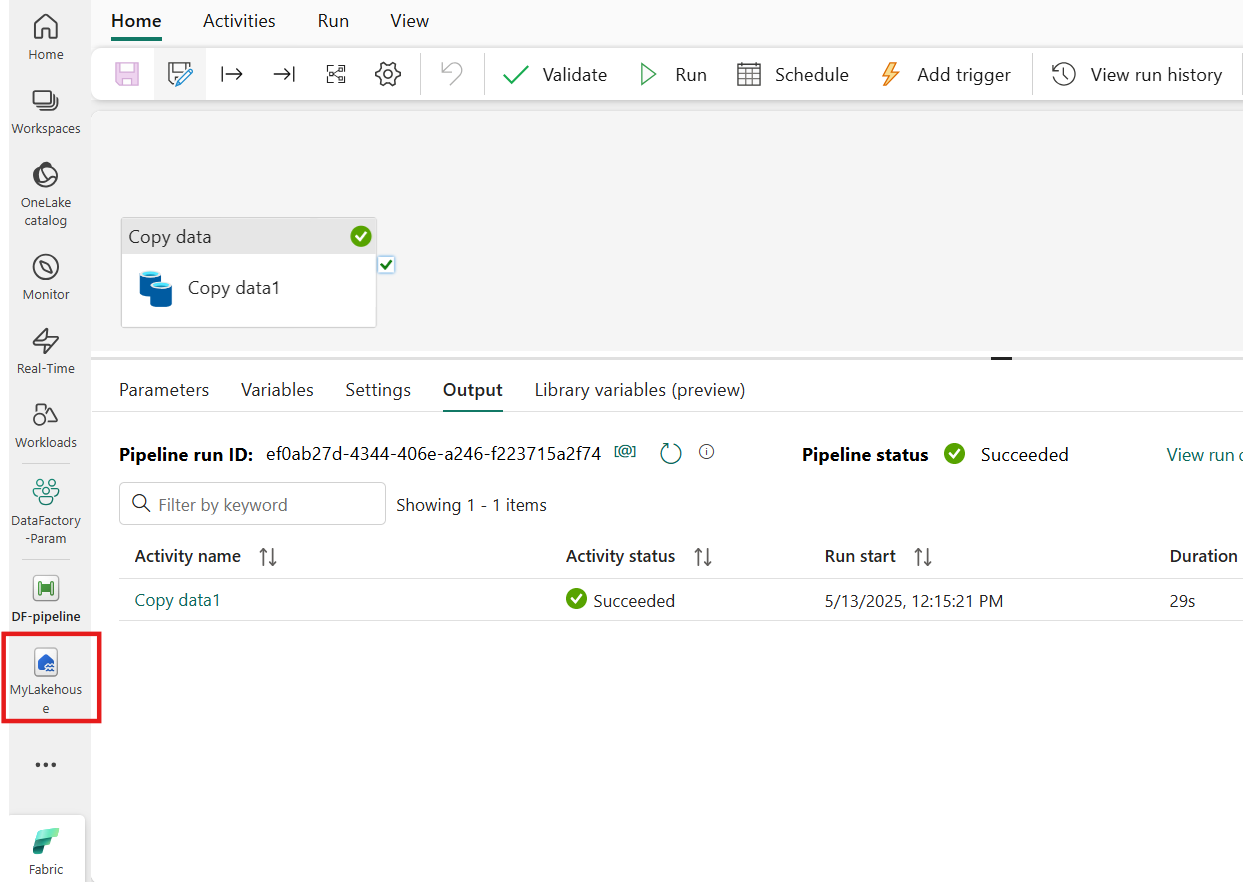 Home Activities Run View
Validate Run Schedule Add trigger View run history
Home
Workspaces
OneLake
catalog
Monitor
Real-Time
Workloads
DataFactory
-Param
DF-pipeline
MyLakehous
e
Fabric
Copy data
Copy data1
Parameters Variables Settings Output Library variables (preview)
Pipeline run ID: ef0ab27d-4344-406e-a246-f223715a2f74 [@] Pipeline status Succeeded View run
Filter by keyword Showing 1 - 1 items
Activity name Activity status Run start Duration
Copy data1 Succeeded 5/13/2025, 12:15:21 PM 29s